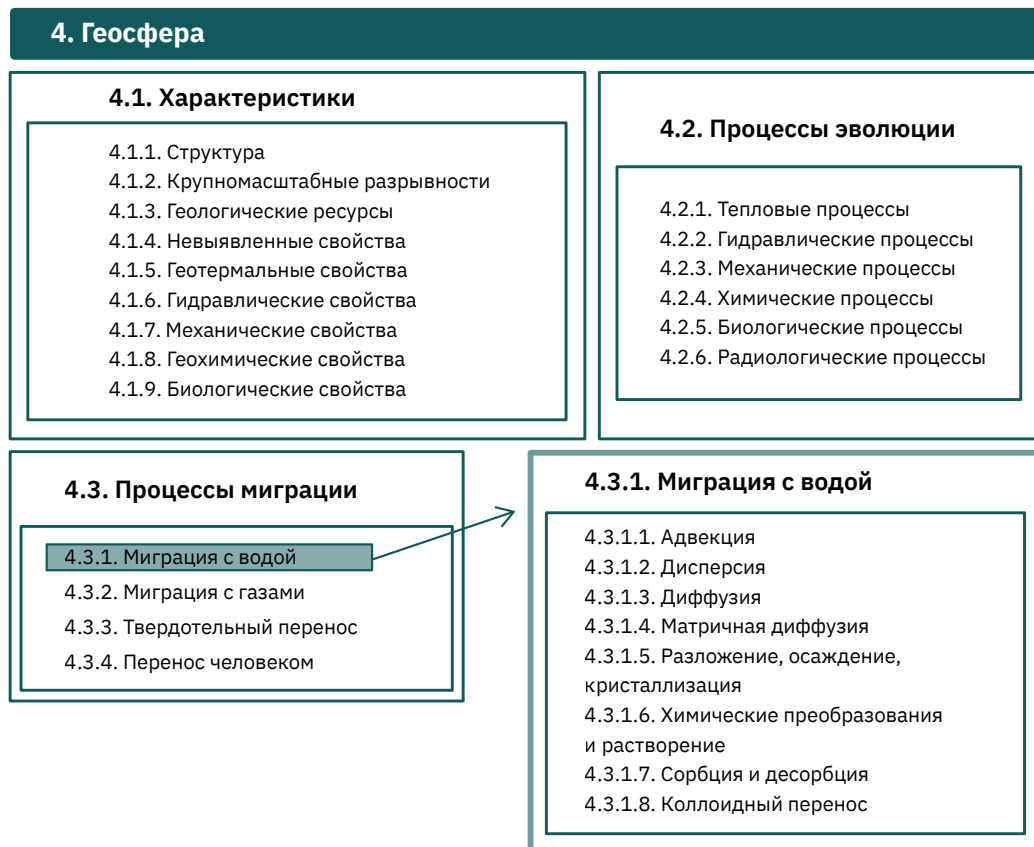 4. Геосфера
4.1. Характеристики
4.1.1. Структура
4.1.2. Крупномасштабные разрывности
4.1.3. Геологические ресурсы
4.1.4. Невыявленные свойства
4.1.5. Геотермальные свойства
4.1.6. Гидравлические свойства
4.1.7. Механические свойства
4.1.8. Геохимические свойства
4.1.9. Биологические свойства
4.2. Процессы эволюции
4.2.1. Тепловые процессы
4.2.2. Гидравлические процессы
4.2.3. Механические процессы
4.2.4. Химические процессы
4.2.5. Биологические процессы
4.2.6. Радиологические процессы
4.3. Процессы миграции
4.3.1. Миграция с водой
4.3.2. Миграция с газами
4.3.3. Твердотельный перенос
4.3.4. Перенос человеком
4.3.1. Миграция с водой
4.3.1.1. Адвекция
4.3.1.2. Дисперсия
4.3.1.3. Диффузия
4.3.1.4. Матричная диффузия
4.3.1.5. Разложение, осаждение,
кристаллизация
4.3.1.6. Химические преобразования
и растворение
4.3.1.7. Сорбция и десорбция
4.3.1.8. Коллоидный перенос